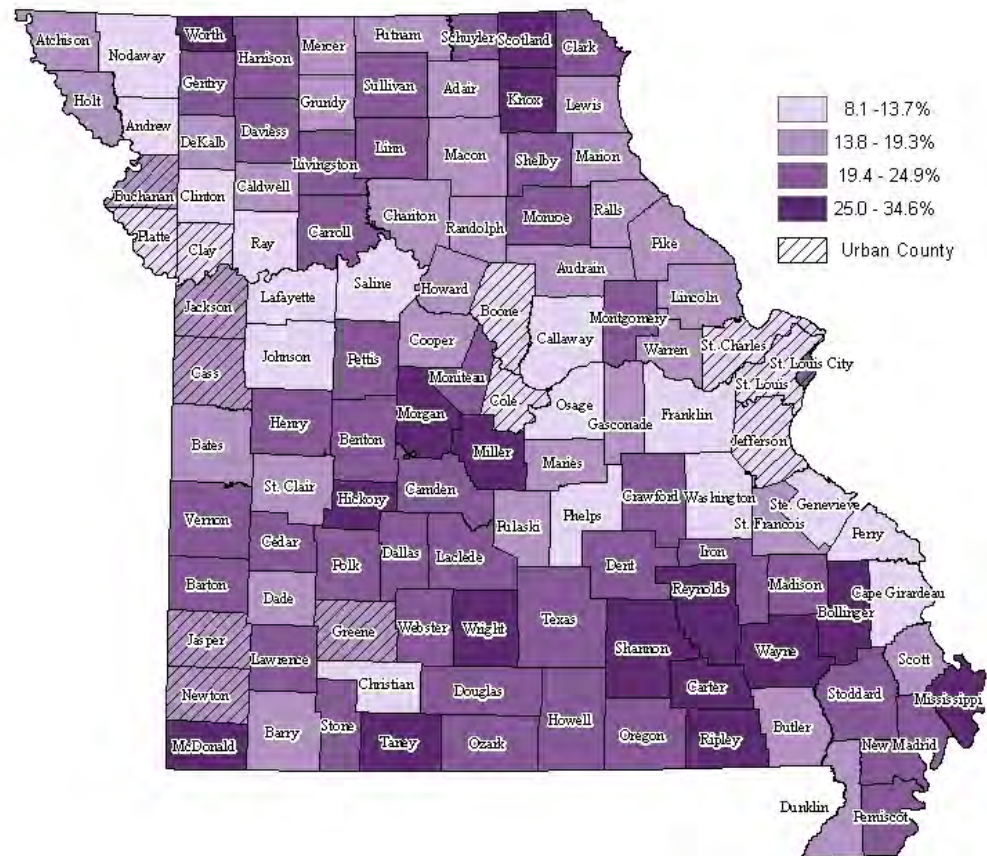 Atchison
Nodaway
Worth
Harrison
Mercer
Putnam
Schuyler
Scotland
Clark
Holt
Gentry
Sullivan
Adair
Knox
Lewis
Grundy
Andrew
DeKalb
Daviess
Livingston
Linn
Macon
Shelby
Marion
Buchanan
Clinton
Caldwell
Chariton
Randolph
Monroe
Ralls
Platte
Clay
Ray
Carroll
Pike
Audrain
Saline
Howard
Lafayette
Jackson
Boone
Lincoln
Montgomery
Callaway
Cooper
Warren
St. Charles
St. Louis City
St. Louis
Johnson
Pettis
Cass
Moniteau
Cole
Osage
Gasconade
Franklin
Jefferson
Morgan
Henry
Benton
Miller
Bates
Maries
St. Clair
Hickory
Camden
Crawford
Washington
Ste. Genevieve
St. Francois
Vernon
Pulaski
Phelps
Perry
Cedar
Polk
Dallas
Laclede
Dent
Iron
Barton
Dade
Reynolds
Madison
Cape Girardeau
Bollinger
Jasper
Greene
Webster
Wright
Texas
Shannon
Wayne
Lawrence
Scott
Newton
Christian
Douglas
Carter
Stoddard
Mississippi
Barry
Stone
Howell
Butler
McDonald
Taney
Ozark
Oregon
Ripley
New Madrid
Dunklin
Pemiscot
8.1 -13.7%
13.8 - 19.3%
19.4 - 24.9%
25.0 - 34.6%
Urban County